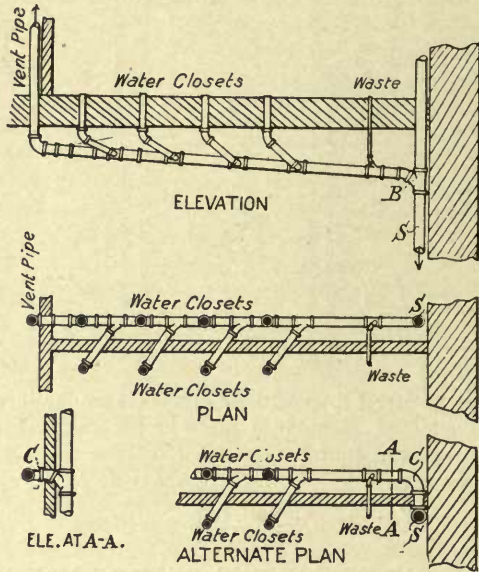 Vent Pipe
Water Closets
Waste
B
S
ELEVATION
Vent Pipe
Water Closets
S
Water Closets
Waste
PLAN
C
ELE. AT A-A.
Water Closets
A
C
Water Closets
Waste
A
S
ALTERNATE PLAN